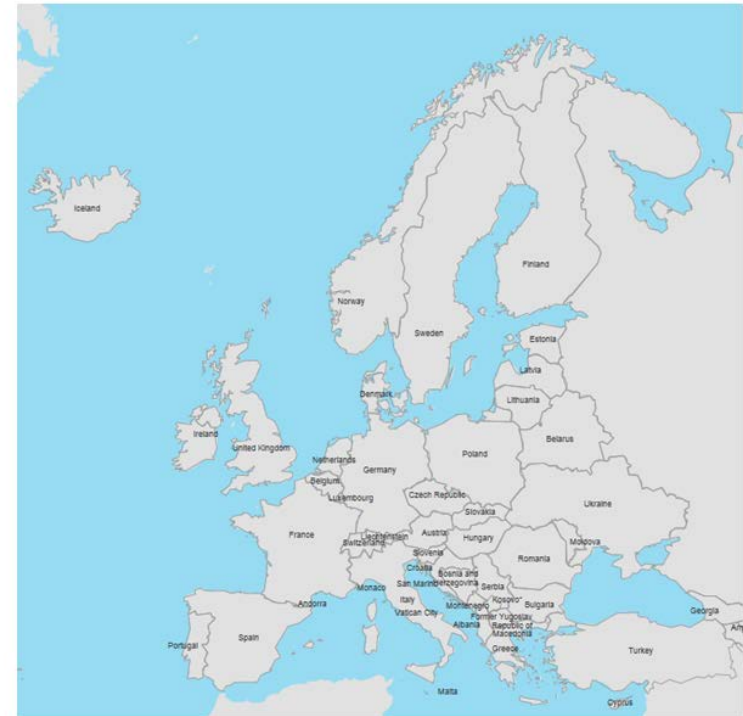 Iceland
Finland
Norway
Sweden
Estonia
Latvia
Denmark
Lithuania
Ireland
United Kingdom
Belarus
Netherlands
Poland
Germany
Belgium
Luxembourg
Czech Republic
Ukraine
Slovakia
France
Austria
Liechtenstein
Switzerland
Hungary
Moldova
Slovenia
Romania
Croatia
Bosnia and
Herzegovina
San Marino
Monaco
Serbia
Italy
Andorra
Kosovo*
Montenegro
Bulgaria
Georgia
Vatican City
Former Yugoslav
Republic of
Macedonia
Albania
Portugal
Spain
Greece
Turkey
Malta
Cyprus